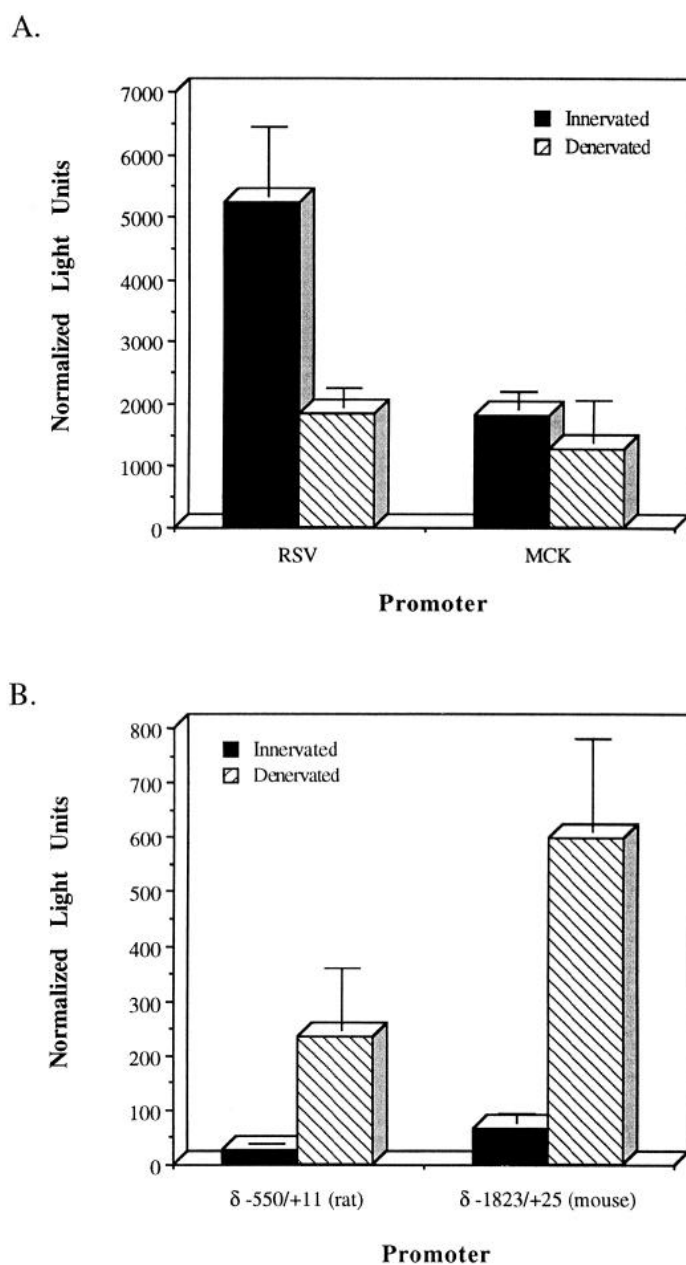 A.
Normalized Light Units
7000
6000
5000
4000
3000
2000
1000
0
Innervated
Denervated
RSV MCK
Promoter
B.
Normalized Light Units
800
700
600
500
400
300
200
100
0
Innervated
Denervated
δ -550/+11 (rat) δ -1823/+25 (mouse)
Promoter